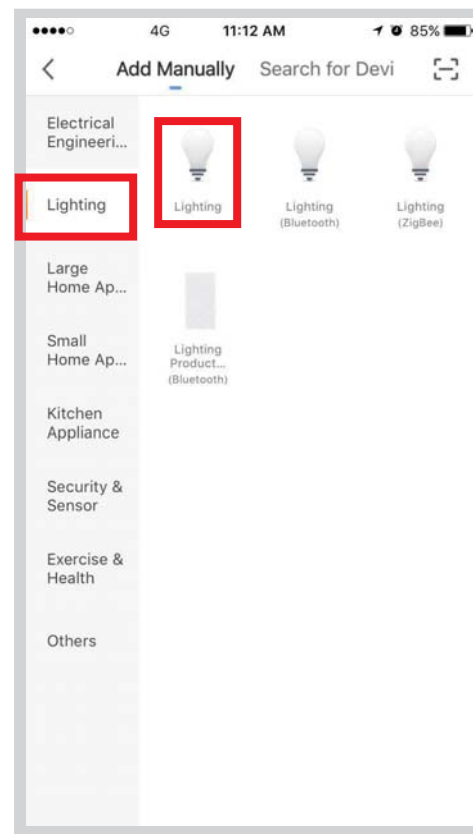 4G 11:12 AM 85%
Add Manually Search for Devi
Electrical
Engineeri...
Lighting
Large
Home Ap...
Small
Home Ap...
Kitchen
Appliance
Security &
Sensor
Exercise &
Health
Others
Lighting
Lighting
(Bluetooth)
Lighting
(ZigBee)
Lighting
Product...
(Bluetooth)